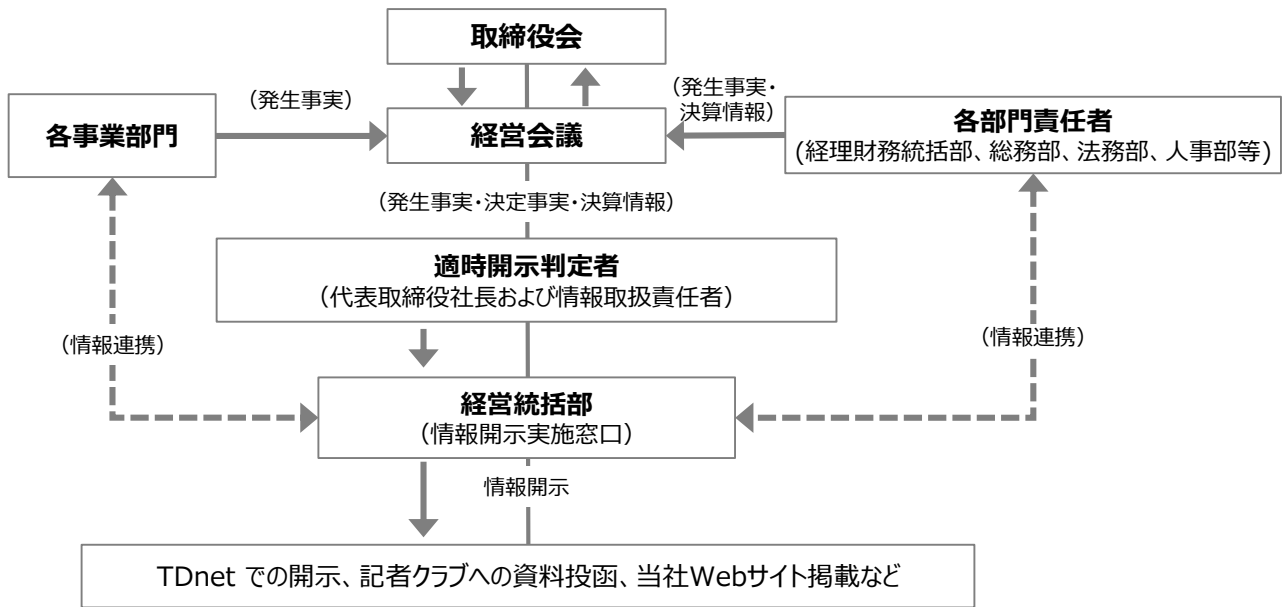 取締役会
(発生事実)
(発生事実・
決算情報)
各事業部門
経営会議
各部門責任者
(経理財務統括部、総務部、法務部、人事部等)
(発生事実・決定事実・決算情報)
適時開示判定者
(代表取締役社長および情報取扱責任者)
(情報連携)
(情報連携)
経営統括部
(情報開示実施窓口)
情報開示
TDnet での開示、記者クラブへの資料投函、当社Webサイト掲載など